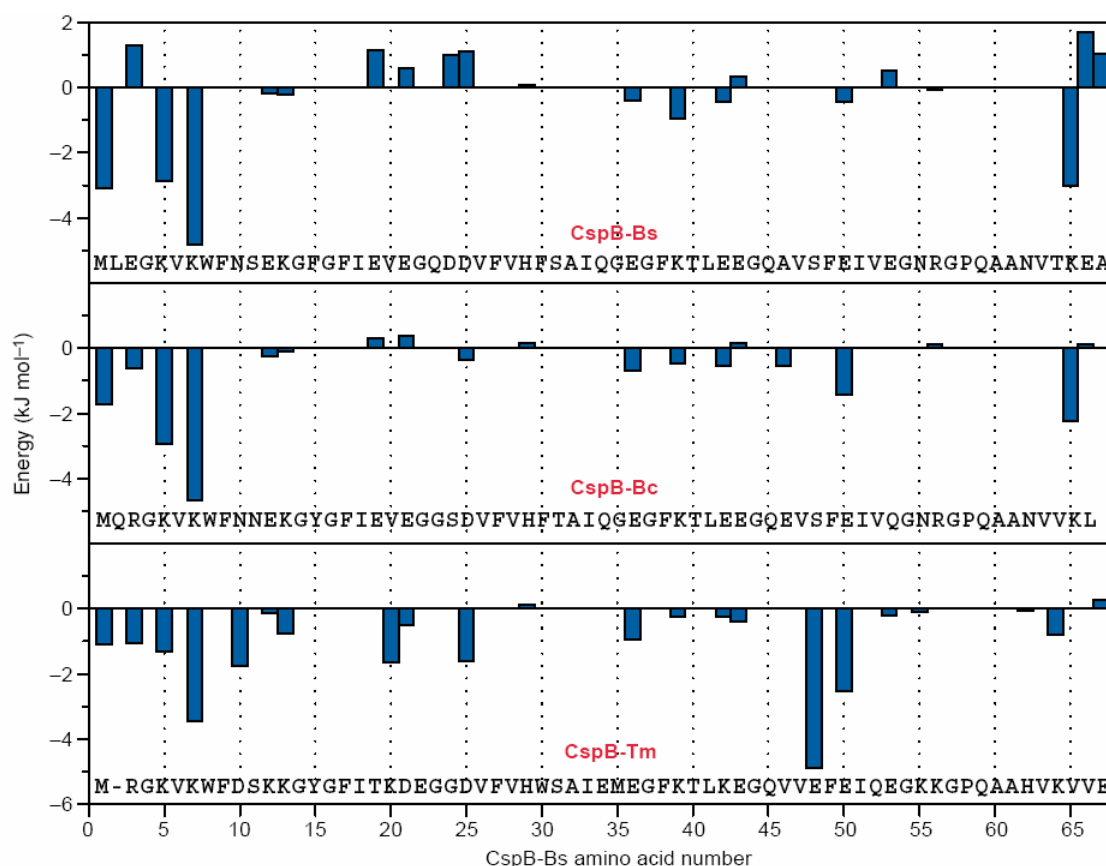 2
0
−2
−4
CspB-Bs
MLEGKVKWFNSEKGFGFIEVEGQDDVFVHFSAIQGEGFKTLEEGQAVSFEIVEGNRGPQAANVTKEA
Energy (kJ mol⁻¹)
0
−2
−4
CspB-Bc
MQRGKVKWFNNEKGYGFIEVEGGSDVFVHFTAIQGEGFKTLEEGQEVSFEIVQGNRGPQAANVVKL
0
−2
−4
−6
CspB-Tm
M-RGKVKWFDSKKGYGFITKDEGGDVFVHWSAIEMEGFKTLKEGQVVEFEIQEGKKGPQAAHVKVVE
0 5 10 15 20 25 30 35 40 45 50 55 60 65
CspB-Bs amino acid number